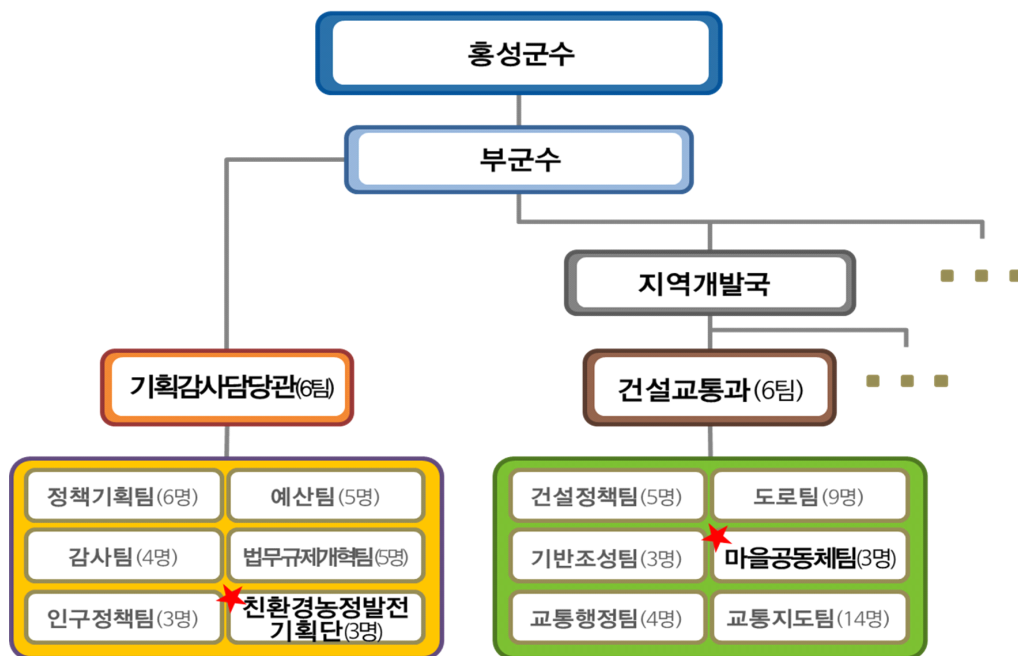 홍성군수
부군수
지역개발국
기획감사담당관(6팀)
건설교통과(6팀)
정책기획팀(6명)
예산팀(5명)
감사팀(4명)
법무규제개혁팀(5명)
인구정책팀(3명)
친환경농정발전
기획단(3명)
건설정책팀(5명)
도로팀(9명)
기반조성팀(3명)
마을공동체팀(3명)
교통행정팀(4명)
교통지도팀(14명)